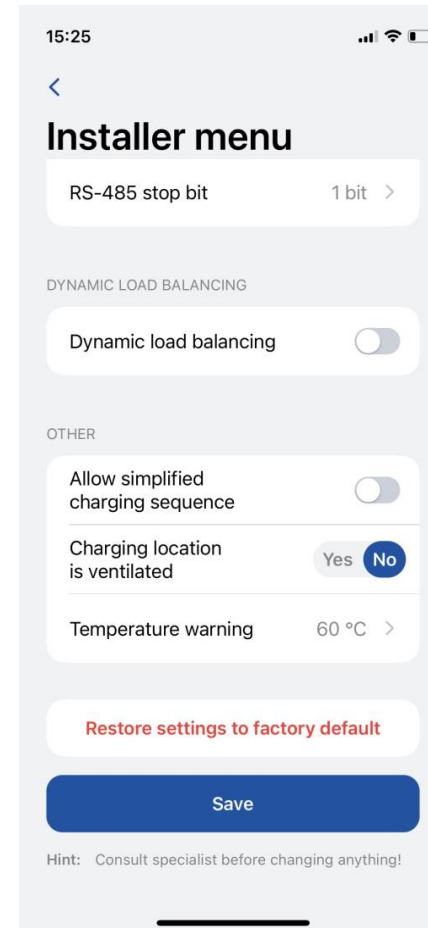 15:25
Installer menu
RS-485 stop bit 1 bit
DYNAMIC LOAD BALANCING
Dynamic load balancing
OTHER
Allow simplified
charging sequence
Charging location
is ventilated
Yes No
Temperature warning 60 °C
Restore settings to factory default
Save
Hint: Consult specialist before changing anything!